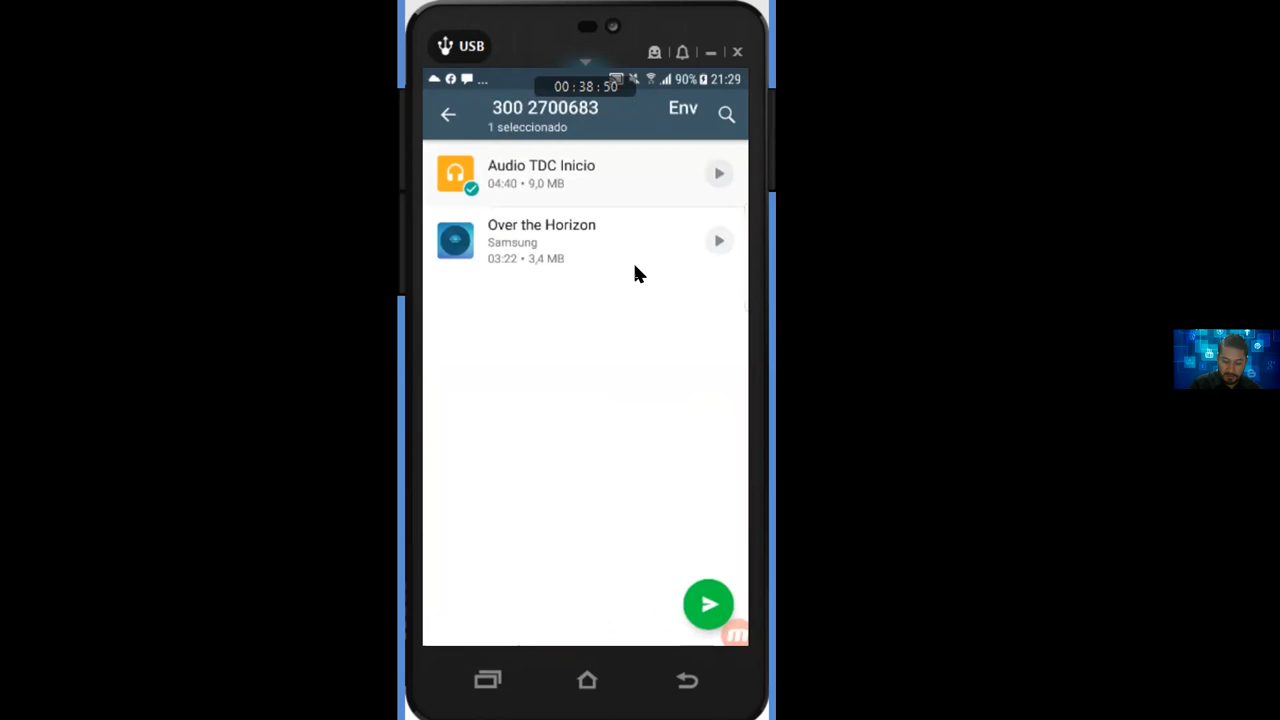 USB
... 90% 21:29
00:38:50
300 2700683 Env
1 seleccionado
Audio TDC Inicio
04:40 • 9,0 MB
Over the Horizon
Samsung
03:22 • 3,4 MB